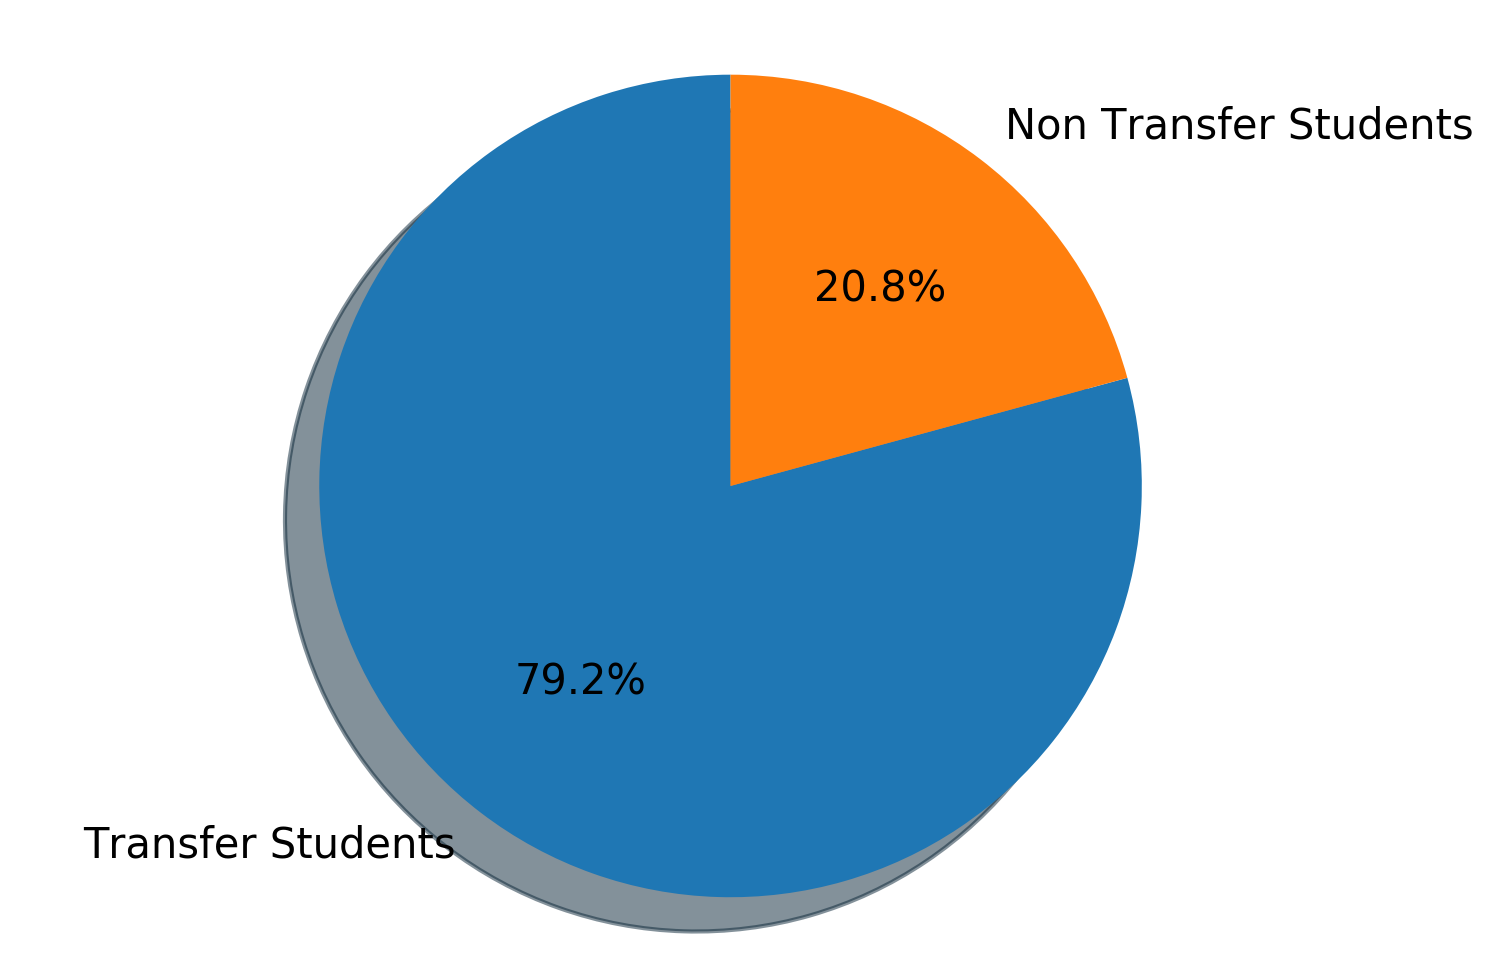 Non Transfer Students
20.8%
79.2%
Transfer Students